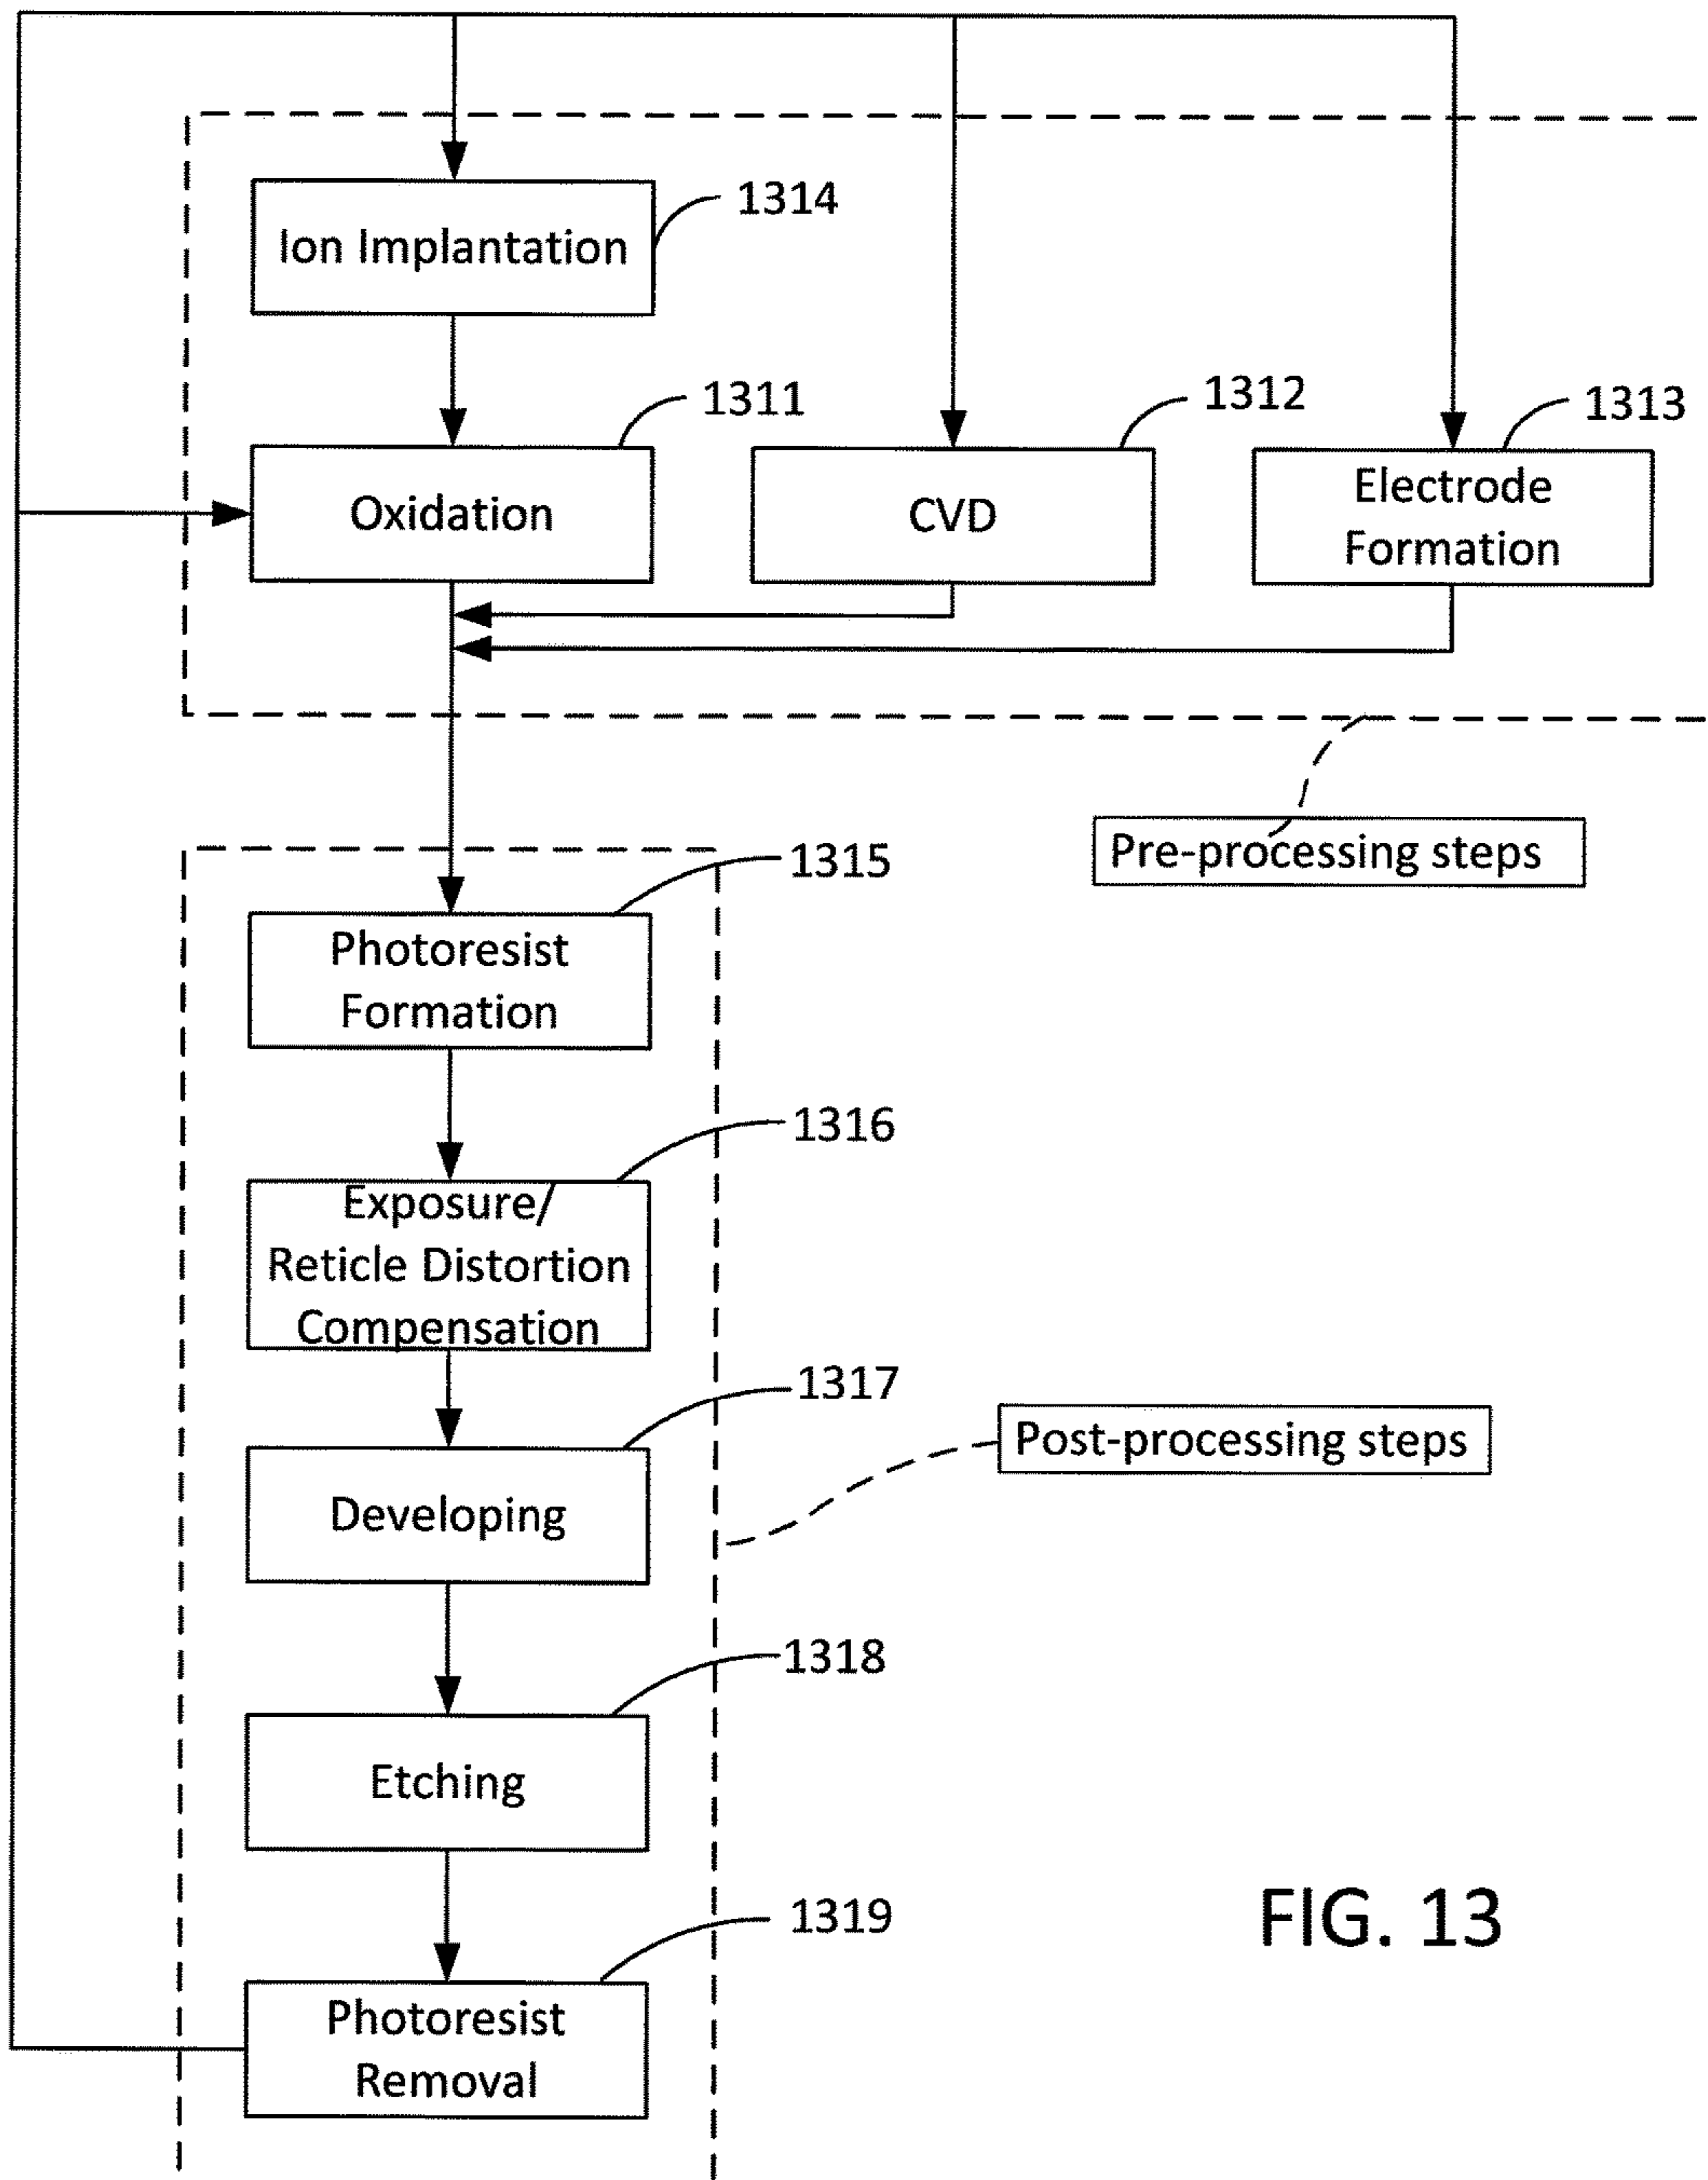 1314
Ion Implantation
1311
1312
1313
Oxidation
CVD
Electrode
Formation
Pre-processing steps
1315
Photoresist
Formation
1316
Exposure/
Reticle Distortion
Compensation
1317
Post-processing steps
Developing
1318
Etching
1319
FIG. 13
Photoresist
Removal